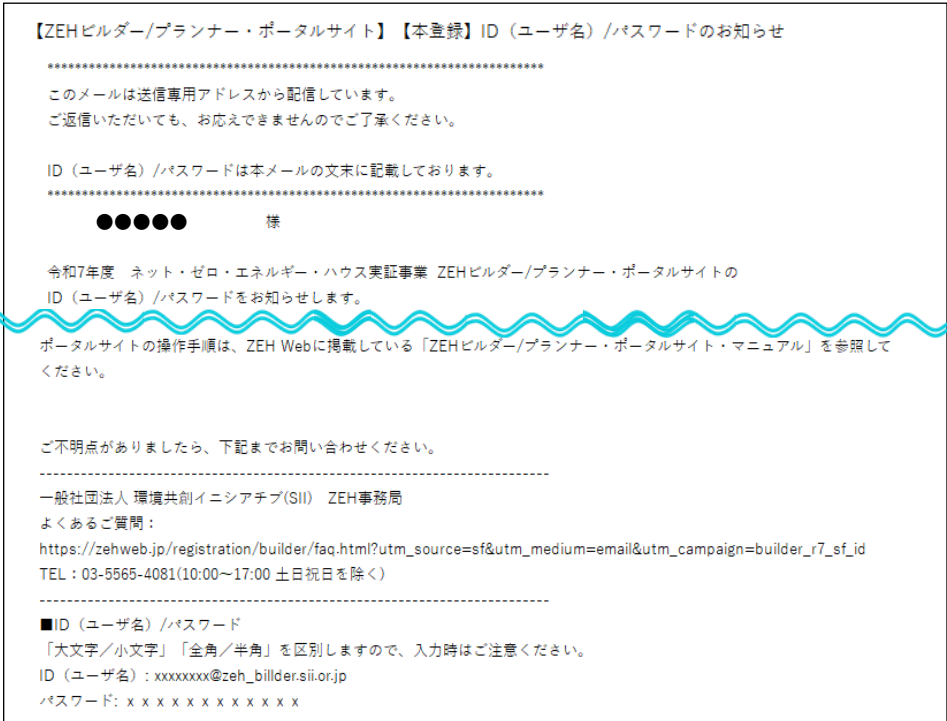 【ZEHビルダー/プランナー・ポータルサイト】【本登録】ID（ユーザ名）/パスワードのお知らせ
************************************************************************
このメールは送信専用アドレスから配信しています。
ご返信いただいても、お応えできませんのでご了承ください。
ID（ユーザ名）/パスワードは本メールの文末に記載しております。
************************************************************************
●●●●● 様
令和7年度　ネット・ゼロ・エネルギー・ハウス実証事業 ZEHビルダー/プランナー・ポータルサイトの
ID（ユーザ名）/パスワードをお知らせします。
ポータルサイトの操作手順は、ZEH Webに掲載している「ZEHビルダー/プランナー・ポータルサイト・マニュアル」を参照して
ください。
ご不明点がありましたら、下記までお問い合わせください。
------------------------------------------------------------------------
一般社団法人 環境共創イニシアチブ(SII)　ZEH事務局
よくあるご質問：
https://zehweb.jp/registration/builder/faq.html?utm_source=sf&utm_medium=email&utm_campaign=builder_r7_sf_id
TEL：03-5565-4081(10:00～17:00 土日祝日を除く)
------------------------------------------------------------------------
■ID（ユーザ名）/パスワード
「大文字／小文字」「全角／半角」を区別しますので、入力時はご注意ください。
ID（ユーザ名）: xxxxxxxx@zeh_billder.sii.or.jp
パスワード: ｘｘｘｘｘｘｘｘｘｘｘｘ